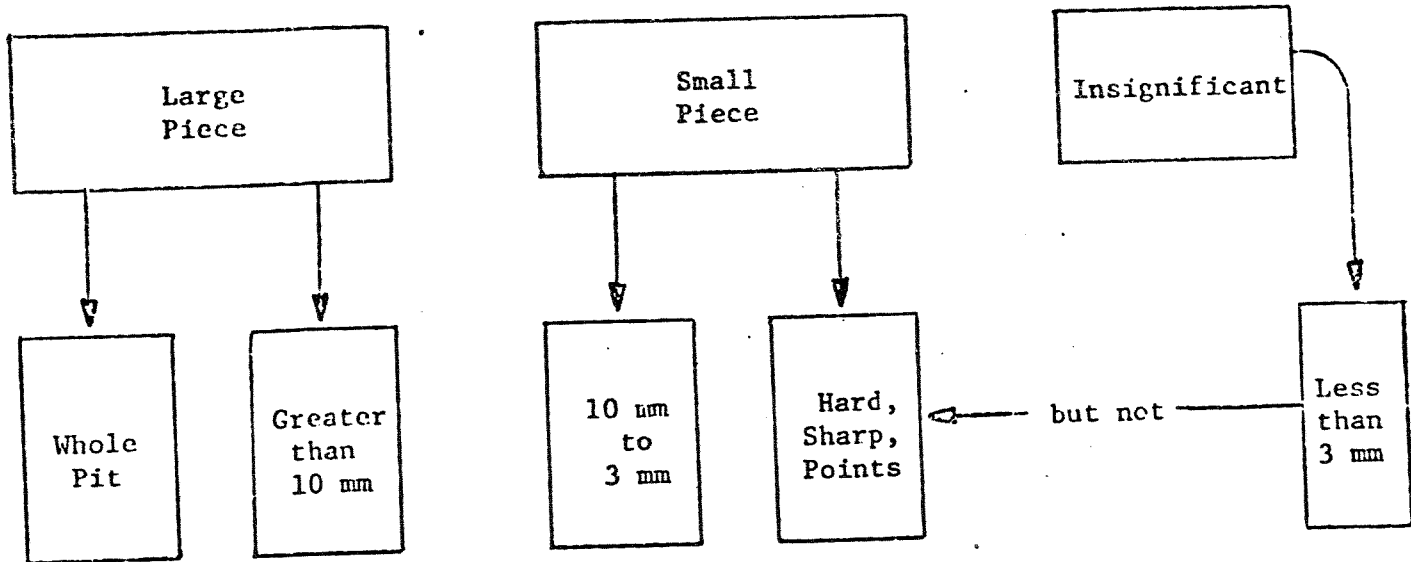 Large
Piece
Small
Piece
Insignificant
Whole
Pit
Greater
than
10 mm
10 mm
to
3 mm
Hard,
Sharp,
Points
but not
Less
than
3 mm